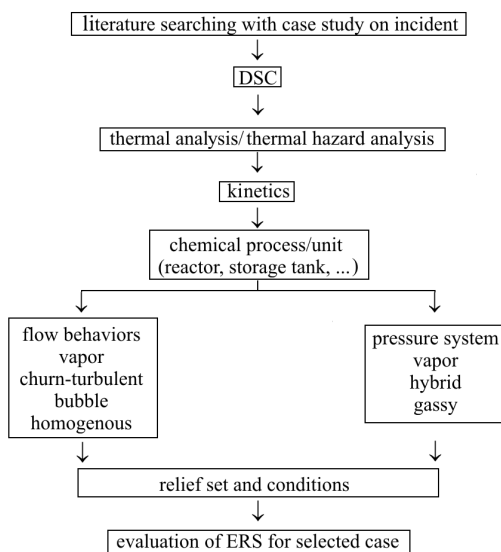 literature searching with case study on incident
DSC
thermal analysis/thermal hazard analysis
kinetics
chemical process/unit
(reactor, storage tank, ...)
flow behaviors
vapor
churn-turbulent
bubble
homogenous
pressure system
vapor
hybrid
gassy
relief set and conditions
evaluation of ERS for selected case